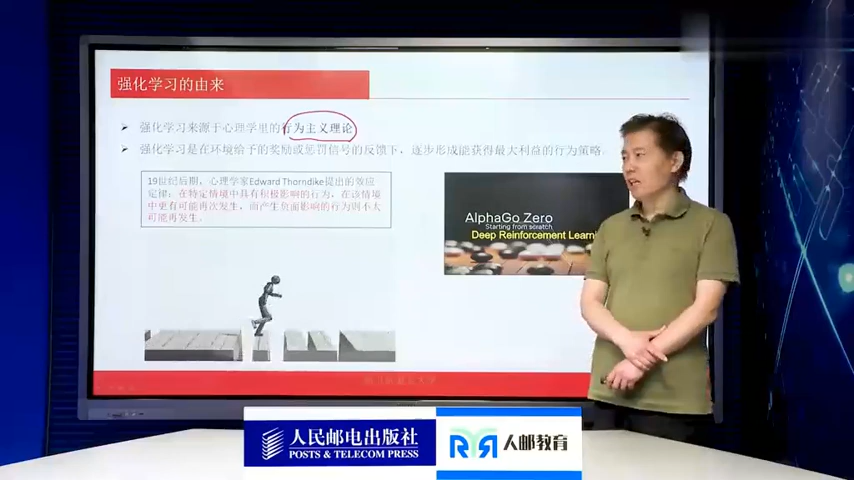 强化学习的由来
强化学习来源于心理学里的行为主义理论
强化学习是在环境给予的奖励或惩罚信号的反馈下，逐步形成能获得最大利益的行为策略。
19世纪后期，心理学家Edward Thorndike提出的效应
定律：在特定情境中具有积极影响的行为，在该情境
中更有可能再次发生，而产生负面影响的行为则不太
可能再发生。
AlphaGo Zero
Starting from scratch
Deep Reinforcement Learni
人民邮电出版社
POSTS & TELECOM PRESS
人邮教育